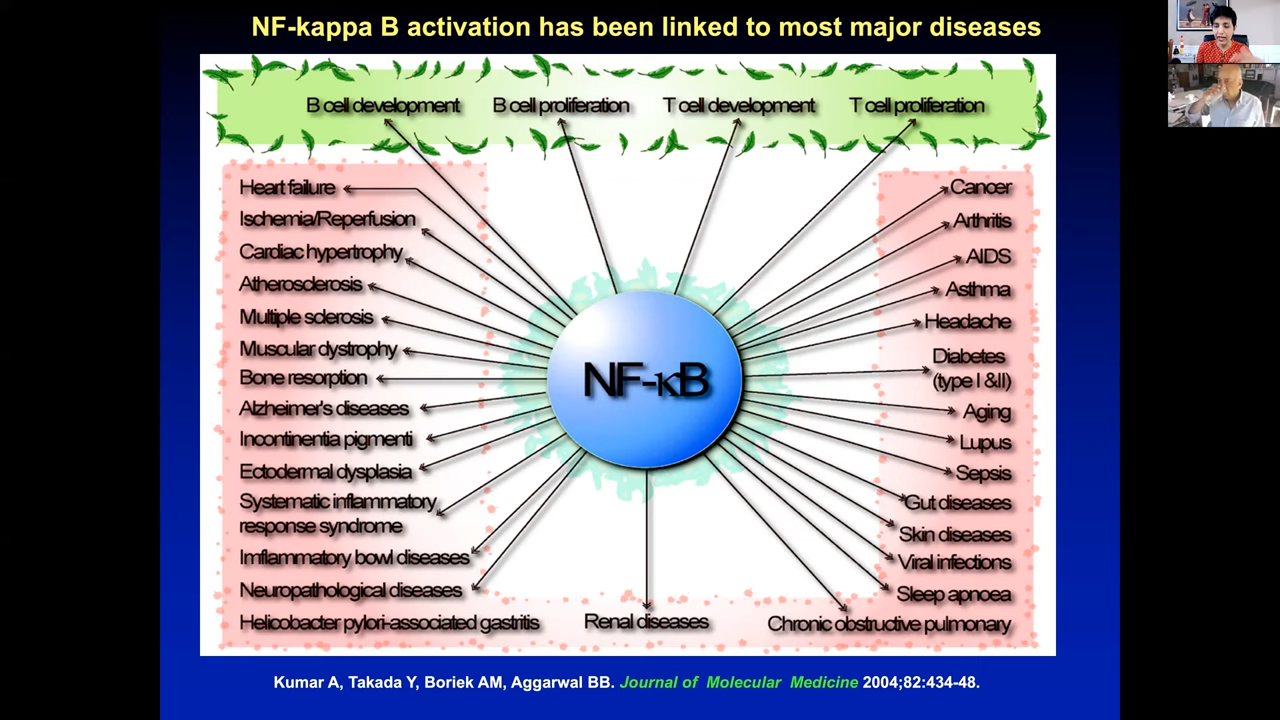 NF-kappa B activation has been linked to most major diseases
B cell development
B cell proliferation
T cell development
T cell proliferation
Heart failure
Ischemia/Reperfusion
Cardiac hypertrophy
Atherosclerosis
Multiple sclerosis
Muscular dystrophy
Bone resorption
Alzheimer's diseases
Incontinentia pigmenti
Ectodermal dysplasia
Systematic inflammatory
response syndrome
Imflammatory bowl diseases
Neuropathological diseases
Helicobacter pylori-associated gastritis
NF-κB
Renal diseases
Cancer
Arthritis
AIDS
Asthma
Headache
Diabetes
(type I &II)
Aging
Lupus
Sepsis
Gut diseases
Skin diseases
Viral infections
Sleep apnoea
Chronic obstructive pulmonary
Kumar A, Takada Y, Boriek AM, Aggarwal BB. Journal of Molecular Medicine 2004;82:434-48.